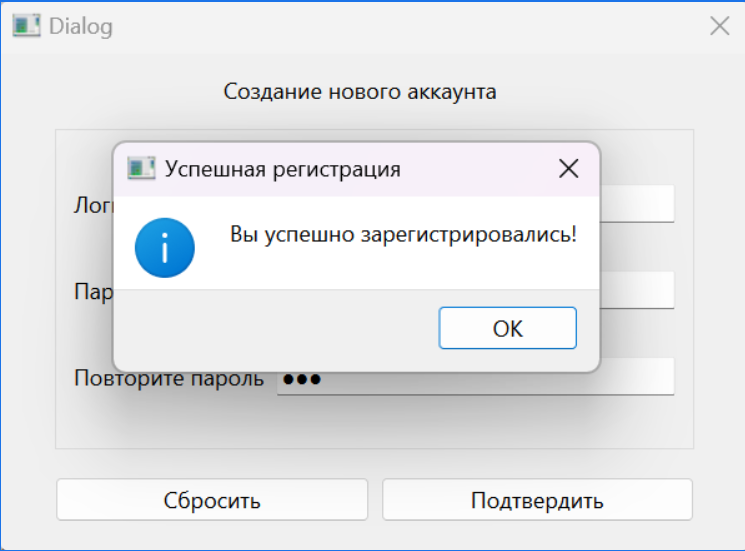 Dialog
Создание нового аккаунта
Успешная регистрация
Вы успешно зарегистрировались!
OK
Повторите пароль
Сбросить
Подтвердить